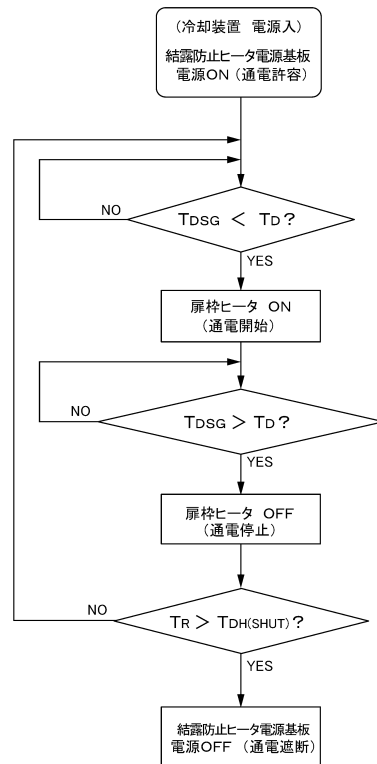 (冷却装置 電源入)
結露防止ヒータ電源基板
電源ON(通電許容)
NO
TDSG < TD?
YES
扉枠ヒータ ON
(通電開始)
NO
TDSG > TD?
YES
扉枠ヒータ OFF
(通電停止)
NO
TR > TDH(SHUT)?
YES
結露防止ヒータ電源基板
電源OFF (通電遮断)